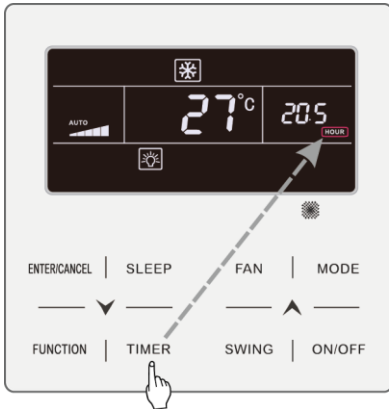 27°c 20.5
AUTO
HOUR
ENTER/CANCEL SLEEP FAN MODE
FUNCTION TIMER SWING ON/OFF